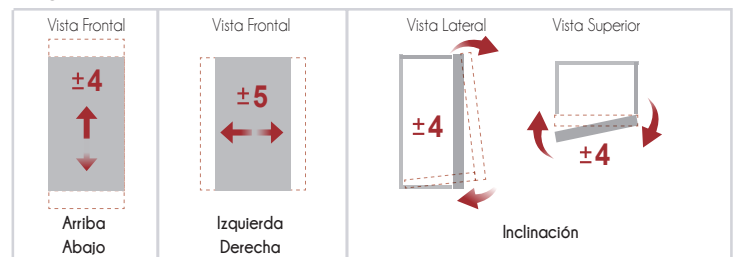 Vista Frontal
±4
Arriba
Abajo
Vista Frontal
±5
Izquierda
Derecha
Vista Lateral
±4
Vista Superior
±4
Inclinación